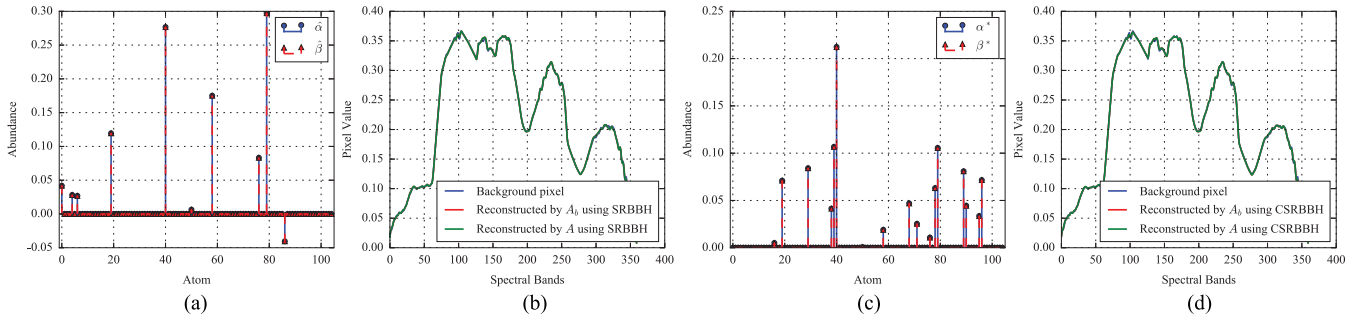 0.30
0.25
0.20
0.15
0.10
0.05
0.00
−0.05
Abundance
0 20 40 60 80 100
Atom
α̂
β̂
(a)
0.40
0.35
0.30
0.25
0.20
0.15
0.10
0.05
0.00
Pixel Value
0 50 100 150 200 250 300 350 400
Spectral Bands
Background pixel
Reconstructed by A_b using SRBBH
Reconstructed by A using SRBBH
(b)
0.25
0.20
0.15
0.10
0.05
0.00
Abundance
0 20 40 60 80 100
Atom
α*
β*
(c)
0.40
0.35
0.30
0.25
0.20
0.15
0.10
0.05
0.00
Pixel Value
0 50 100 150 200 250 300 350 400
Spectral Bands
Background pixel
Reconstructed by A_b using CSRBBH
Reconstructed by A using CSRBBH
(d)